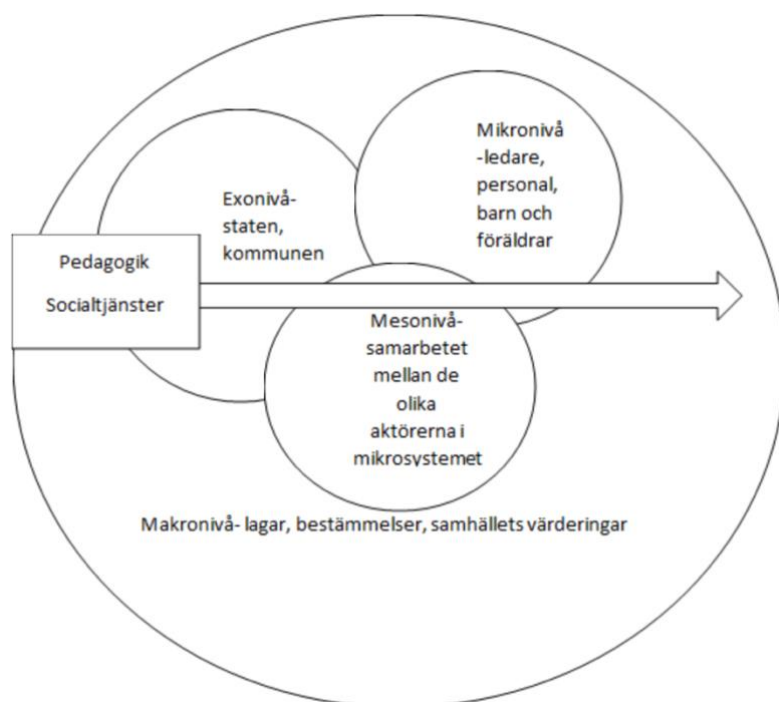 Mikronivå
-ledare,
personal,
barn och
föräldrar
Exonivå-
staten,
kommunen
Pedagogik
Socialtjänster
Mesonivå-
samarbetet
mellan de
olika
aktörerna i
mikrosystemet
Makronivå- lagar, bestämmelser, samhällets värderingar